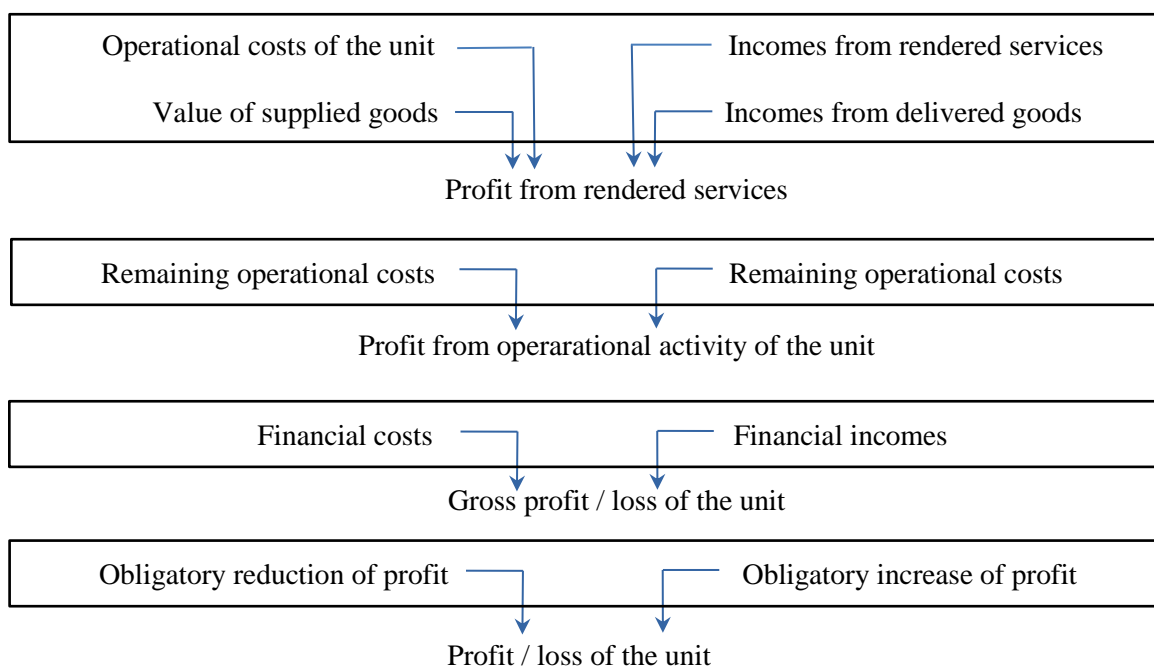 Operational costs of the unit
Incomes from rendered services
Value of supplied goods
Incomes from delivered goods
Profit from rendered services
Remaining operational costs
Remaining operational costs
Profit from operarational activity of the unit
Financial costs
Financial incomes
Gross profit / loss of the unit
Obligatory reduction of profit
Obligatory increase of profit
Profit / loss of the unit